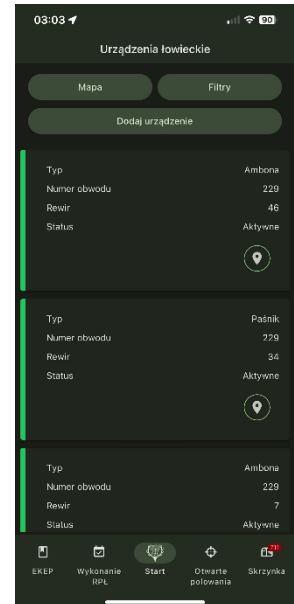 03:03
90
Urządzenia łowieckie
Mapa Filtry
Dodaj urządzenie
Typ Ambona
Numer obwodu 229
Rewir 46
Status Aktywne
Typ Paśnik
Numer obwodu 229
Rewir 34
Status Aktywne
Typ Ambona
Numer obwodu 229
Rewir 7
Status Aktywne
711
EKEP Wykonanie RPŁ Start Otwarte polowania Skrzynka